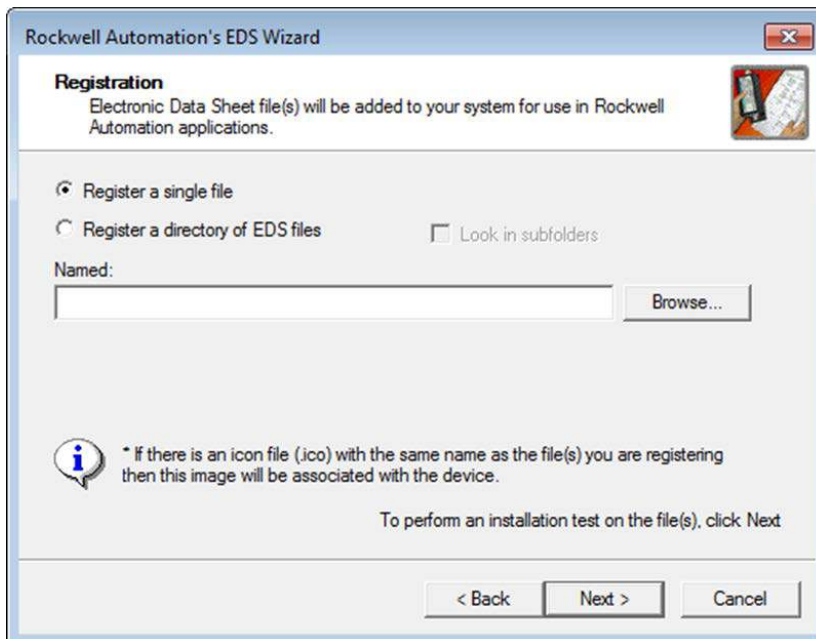 Rockwell Automation's EDS Wizard
Registration
Electronic Data Sheet file(s) will be added to your system for use in Rockwell
Automation applications.
Register a single file
Register a directory of EDS files
Look in subfolders
Named:
Browse...
i
* If there is an icon file (.ico) with the same name as the file(s) you are registering
then this image will be associated with the device.
To perform an installation test on the file(s), click Next
< Back
Next >
Cancel